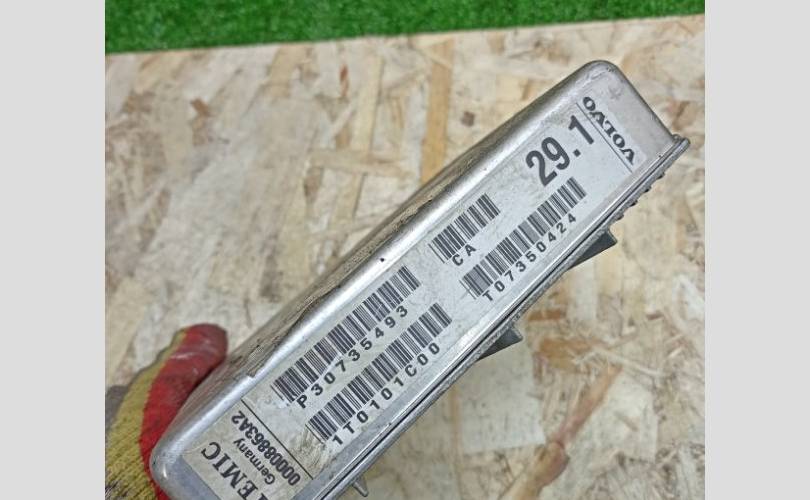 VOLVO
29.1
CA
T07350424
P30735493
1T0101C00
00008863A2
Germany
TEMIC